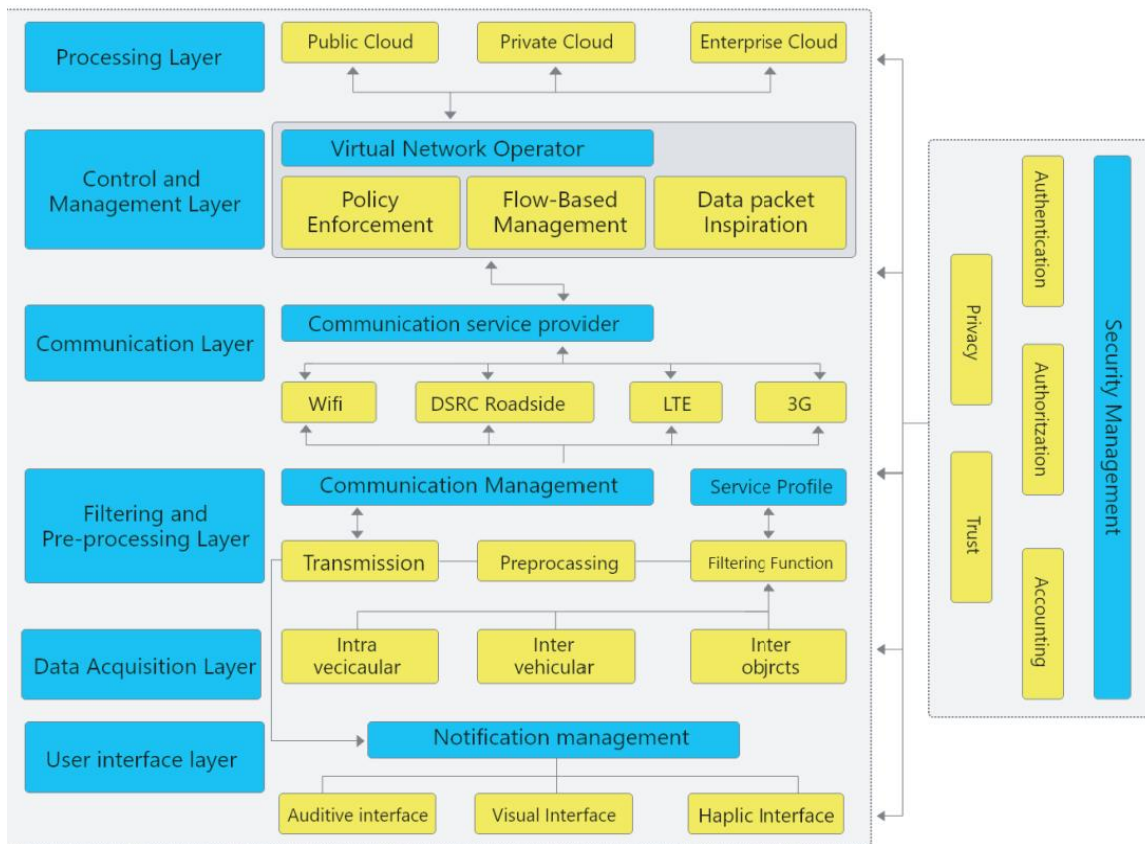 Processing Layer
Public Cloud
Private Cloud
Enterprise Cloud
Control and
Management Layer
Virtual Network Operator
Policy
Enforcement
Flow-Based
Management
Data packet
Inspiration
Communication Layer
Communication service provider
Wifi
DSRC Roadside
LTE
3G
Filtering and
Pre-processing Layer
Communication Management
Service Profile
Transmission
Preprocassing
Filtering Function
Data Acquisition Layer
Intra
vecicaular
Inter
vehicular
Inter
objrcts
User interface layer
Notification management
Auditive interface
Visual Interface
Haplic Interface
Security Management
Authentication
Authoritzation
Accounting
Privacy
Trust